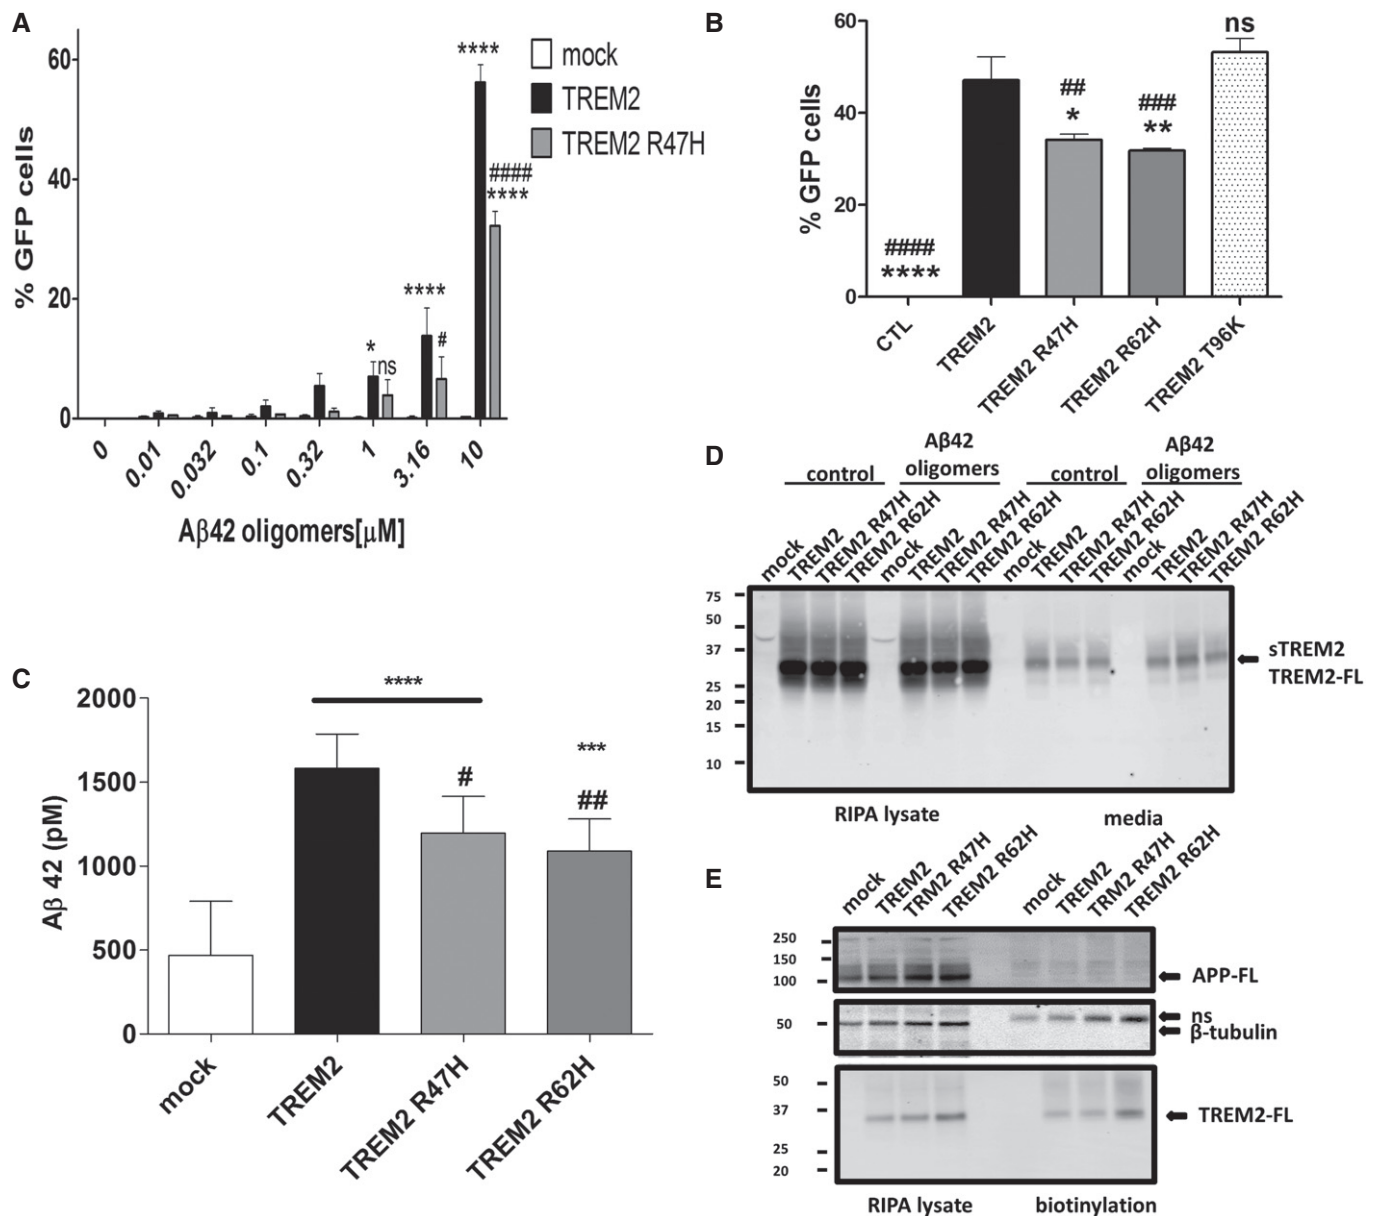 A
% GFP cells
60
40
20
0
****
####
****
****
#
*
ns
mock
TREM2
TREM2 R47H
0
0.01
0.032
0.1
0.32
1
3.16
10
Aβ42 oligomers[µM]
B
% GFP cells
60
40
20
0
####
****
##
*
###
**
ns
CTL
TREM2
TREM2 R47H
TREM2 R62H
TREM2 T96K
C
Aβ 42 (pM)
2000
1500
1000
500
0
****
#
***
##
mock
TREM2
TREM2 R47H
TREM2 R62H
D
control
Aβ42
oligomers
control
Aβ42
oligomers
mock
TREM2
TREM2 R47H
TREM2 R62H
mock
TREM2
TREM2 R47H
TREM2 R62H
mock
TREM2
TREM2 R47H
TREM2 R62H
mock
TREM2
TREM2 R47H
TREM2 R62H
75
50
37
25
20
15
10
sTREM2
TREM2-FL
RIPA lysate
media
E
mock
TREM2
TRM2 R47H
TREM2 R62H
mock
TREM2
TRM2 R47H
TREM2 R62H
250
150
100
APP-FL
50
ns
β-tubulin
50
37
25
20
TREM2-FL
RIPA lysate
biotinylation